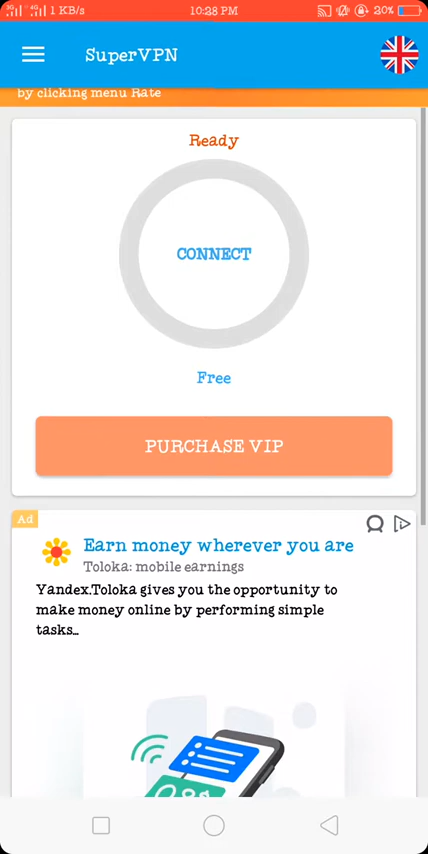 3G 4G 1 KB/s 10:28 PM 20%
SuperVPN
by clicking menu Rate
Ready
CONNECT
Free
PURCHASE VIP
Ad
Earn money wherever you are
Toloka: mobile earnings
Yandex.Toloka gives you the opportunity to
make money online by performing simple
tasks...